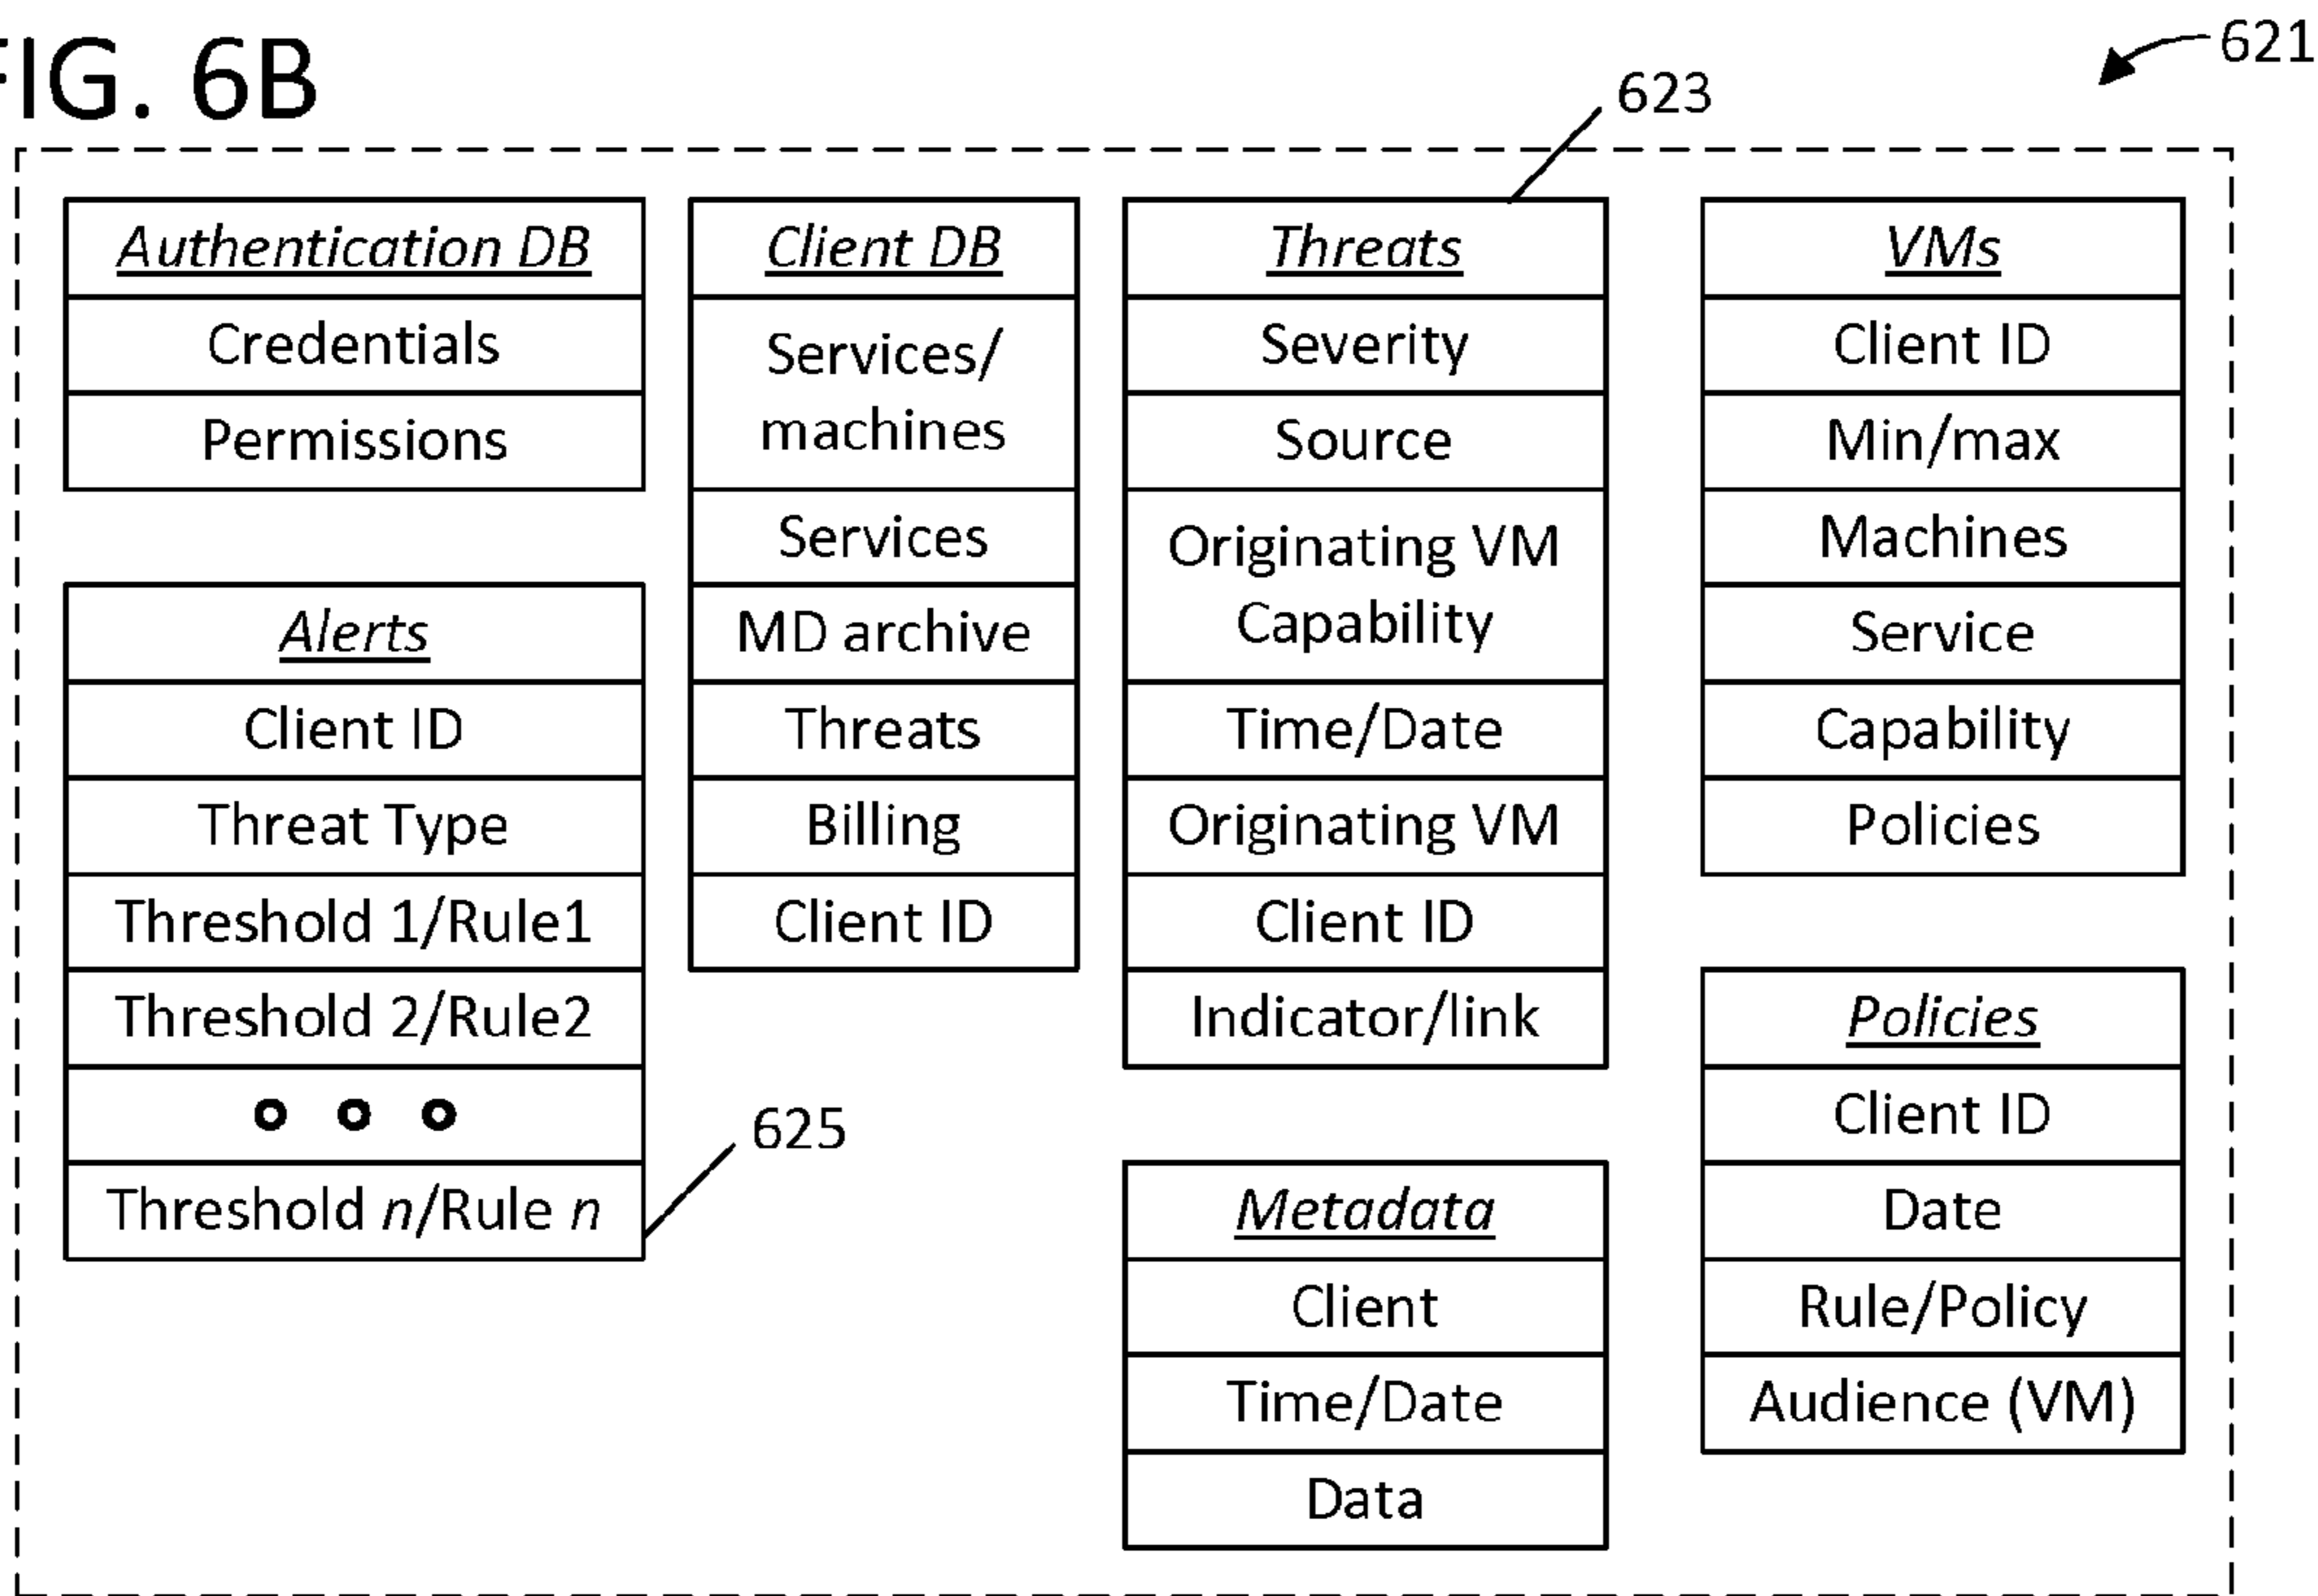 FIG. 6B
621
623
Authentication DB
Credentials
Permissions
Alerts
Client ID
Threat Type
Threshold 1/Rule1
Threshold 2/Rule2
Threshold n/Rule n
625
Client DB
Services/
machines
Services
MD archive
Threats
Billing
Client ID
Threats
Severity
Source
Originating VM
Capability
Time/Date
Originating VM
Client ID
Indicator/link
Metadata
Client
Time/Date
Data
VMs
Client ID
Min/max
Machines
Service
Capability
Policies
Policies
Client ID
Date
Rule/Policy
Audience (VM)